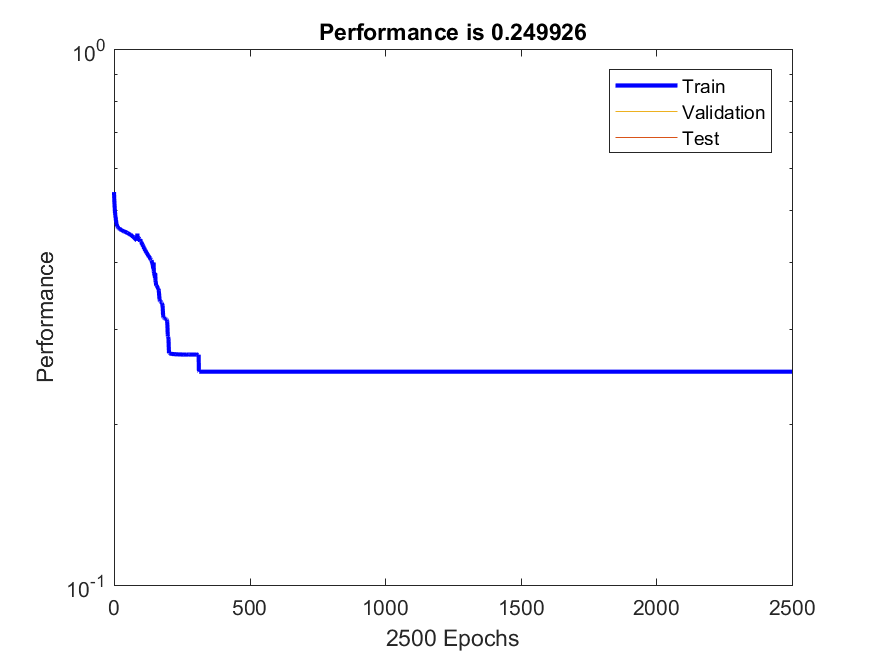 Performance is 0.249926
10^0
Train
Validation
Test
Performance
10^-1
0 500 1000 1500 2000 2500
2500 Epochs